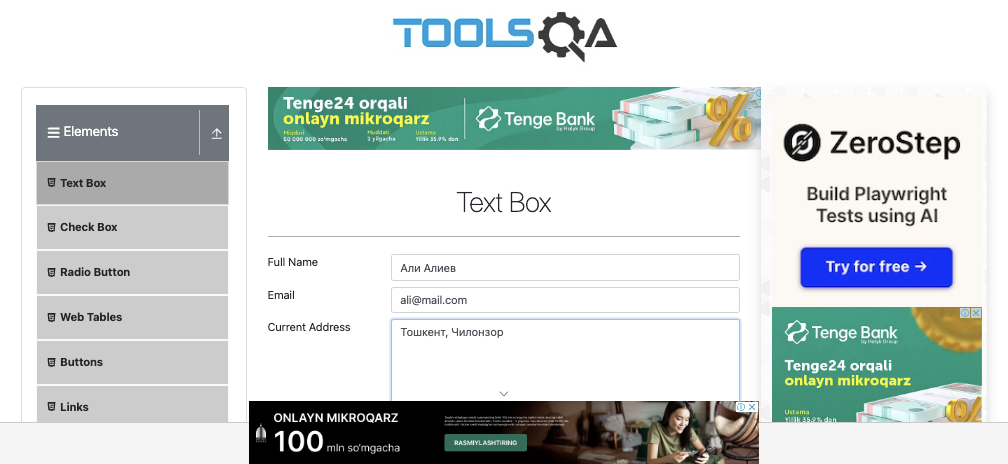 TOOLSQA
Elements
Text Box
Check Box
Radio Button
Web Tables
Buttons
Links
Tenge24 orqali
onlayn mikroqarz
Miqdori
50 000 000 so'mgacha
Muddati
3 yilgacha
Ustama
Yillik 35.9% dan
Tenge Bank
by Halyk Group
Text Box
Full Name
Али Алиев
Email
ali@mail.com
Current Address
Тошкент, Чилонзор
ZeroStep
Build Playwright
Tests using AI
Try for free →
Tenge Bank
by Halyk Group
Tenge24 orqali
onlayn mikroqarz
Ustama
Yillik 35.9% dan
ONLAYN MIKROQARZ
100 mln so'mgacha
RASMIYLASHTIRING